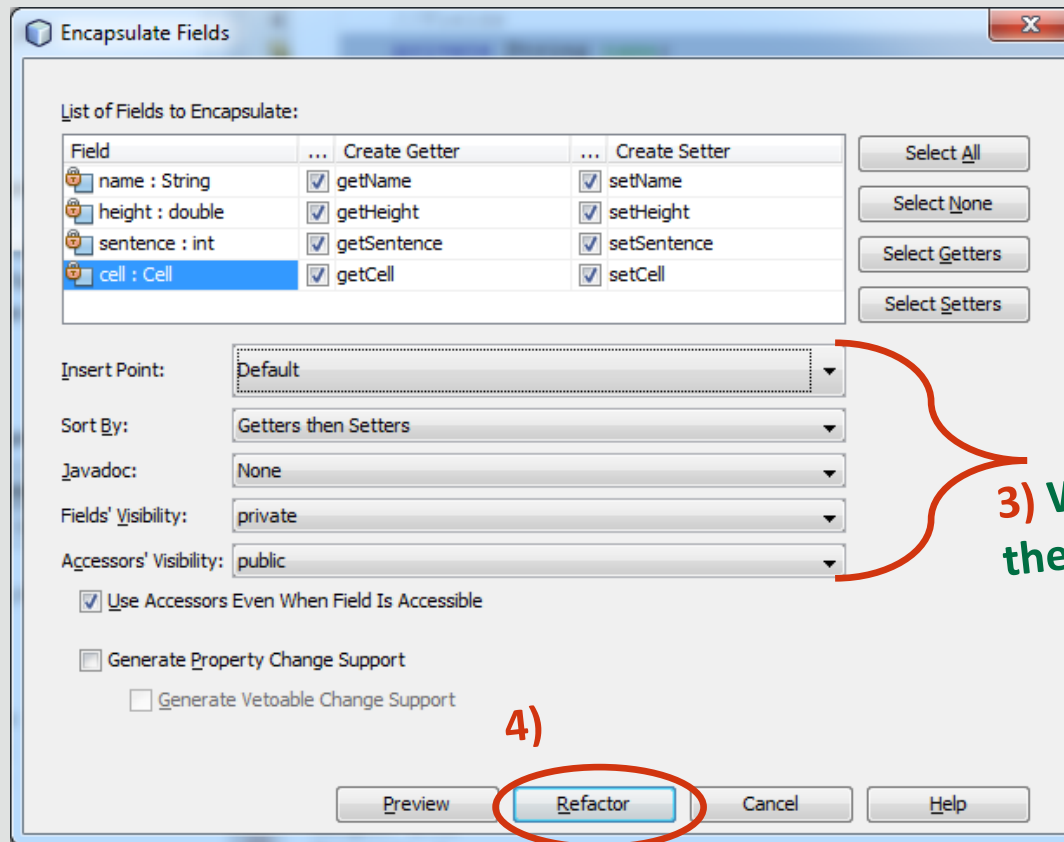 Encapsulate Fields
List of Fields to Encapsulate:
Field ... Create Getter ... Create Setter
name : String getName setName
height : double getHeight setHeight
sentence : int getSentence setSentence
cell : Cell getCell setCell
Select All
Select None
Select Getters
Select Setters
Insert Point: Default
Sort By: Getters then Setters
Javadoc: None
Fields' Visibility: private
Accessors' Visibility: public
3)
the
Use Accessors Even When Field Is Accessible
Generate Property Change Support
Generate Vetoable Change Support
4)
Preview Refactor Cancel Help